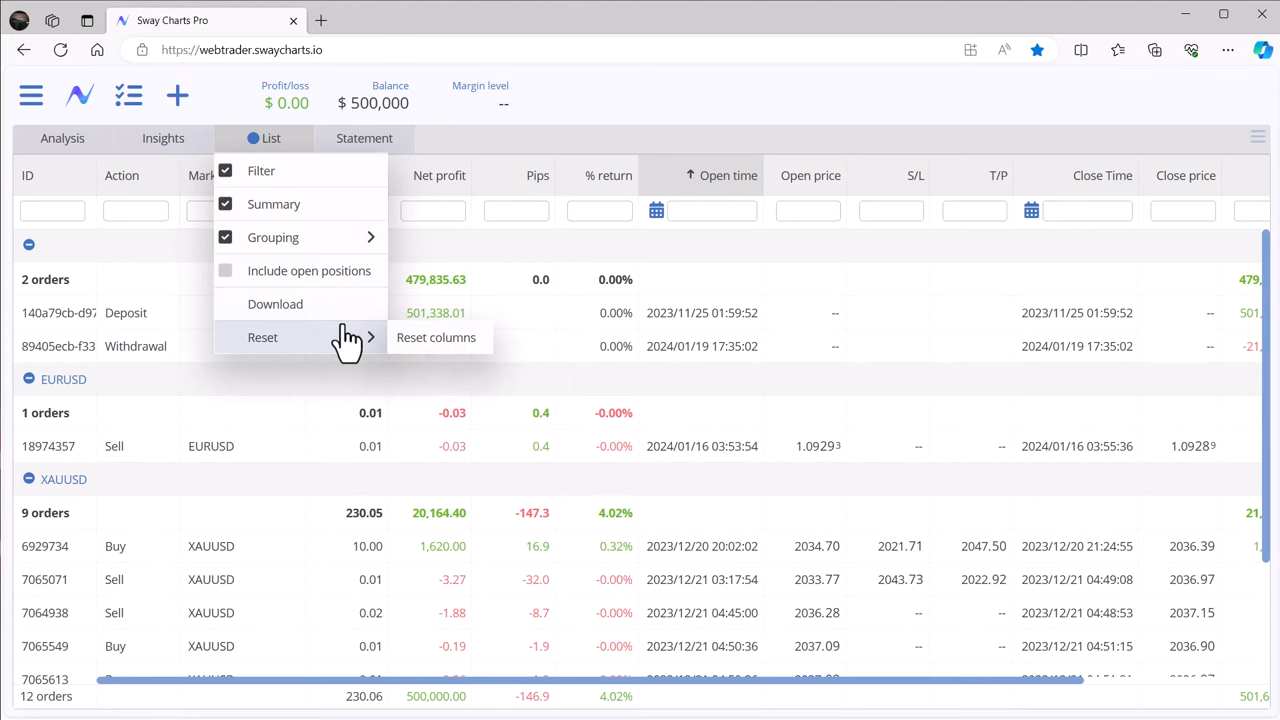 Sway Charts Pro
https://webtrader.swaycharts.io
Profit/loss Balance Margin level
$ 0.00 $ 500,000 --
Analysis Insights List Statement
ID Action Mark Net profit Pips % return Open time Open price S/L T/P Close Time Close price
Filter
Summary
Grouping
Include open positions
Download
Reset
Reset columns
2 orders 479,835.63 0.0 0.00% 479,
140a79cb-d97 Deposit 501,338.01 0.00% 2023/11/25 01:59:52 -- 2023/11/25 01:59:52 -- 501,
89405ecb-f33 Withdrawal 0.00% 2024/01/19 17:35:02 -- 2024/01/19 17:35:02 -- -21,
EURUSD
1 orders 0.01 -0.03 0.4 -0.00%
18974357 Sell EURUSD 0.01 -0.03 0.4 -0.00% 2024/01/16 03:53:54 1.09293 -- -- 2024/01/16 03:55:36 1.09289
XAUUSD
9 orders 230.05 20,164.40 -147.3 4.02% 21,
6929734 Buy XAUUSD 10.00 1,620.00 16.9 0.32% 2023/12/20 20:02:02 2034.70 2021.71 2047.50 2023/12/20 21:24:55 2036.39 1,
7065071 Sell XAUUSD 0.01 -3.27 -32.0 -0.00% 2023/12/21 03:17:54 2033.77 2043.73 2022.92 2023/12/21 04:49:08 2036.97
7064938 Sell XAUUSD 0.02 -1.88 -8.7 -0.00% 2023/12/21 04:45:00 2036.28 -- -- 2023/12/21 04:48:53 2037.15
7065549 Buy XAUUSD 0.01 -0.19 -1.9 -0.00% 2023/12/21 04:50:36 2037.09 -- -- 2023/12/21 04:51:15 2036.90
7065613
12 orders 230.06 500,000.00 -146.9 4.02% 501,6